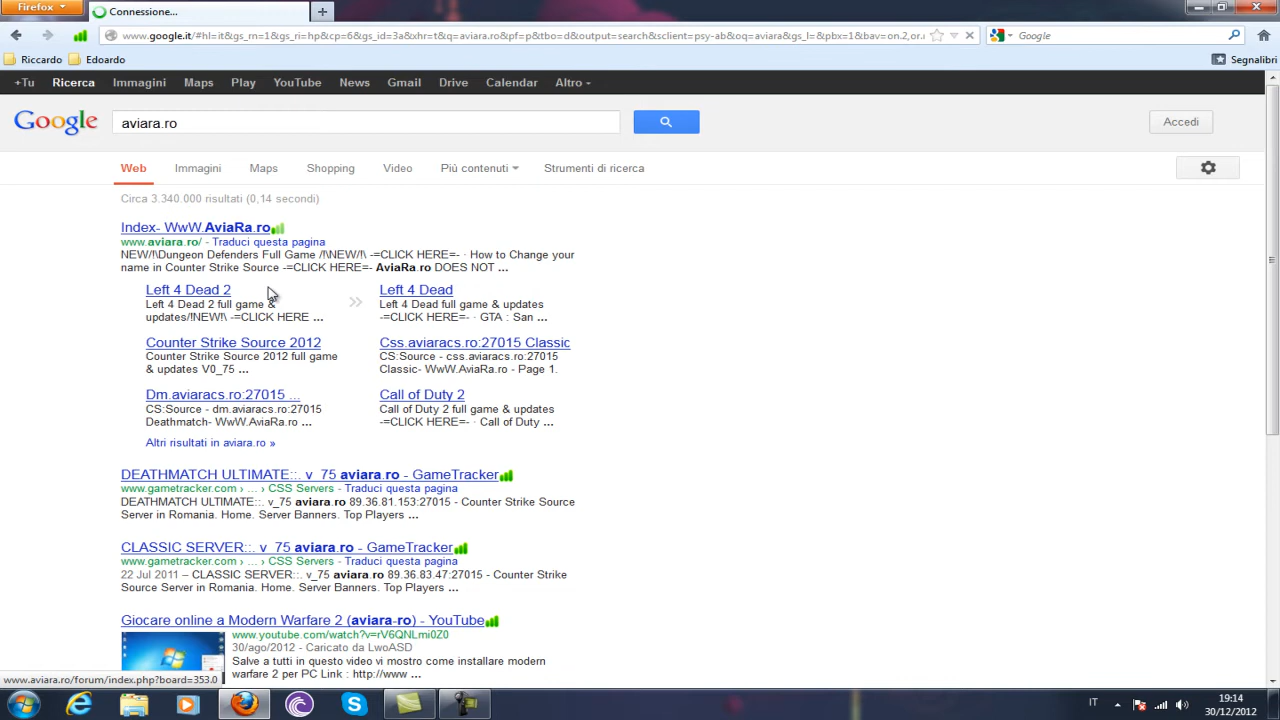 Firefox
Connessione...
www.google.it/#hl=it&gs_rn=1&gs_ri=hp&cp=6&gs_id=3a&xhr=t&q=aviara.ro&pf=p&tbo=d&output=search&sclient=psy-ab&oq=aviara&gs_l=&pbx=1&bav=on.2,or.
Google
Riccardo
Edoardo
Segnalibri
+Tu Ricerca Immagini Maps Play YouTube News Gmail Drive Calendar Altro
Google
aviara.ro
Accedi
Web Immagini Maps Shopping Video Più contenuti Strumenti di ricerca
Circa 3.340.000 risultati (0,14 secondi)
Index- WwW.AviaRa.ro
www.aviara.ro/ - Traduci questa pagina
NEW/!\Dungeon Defenders Full Game /!\NEW/!\ -=CLICK HERE=- · How to Change your
name in Counter Strike Source -=CLICK HERE=- AviaRa.ro DOES NOT ...
Left 4 Dead 2
Left 4 Dead 2 full game &
updates/!NEW!\ -=CLICK HERE ...
Left 4 Dead
Left 4 Dead full game & updates
-=CLICK HERE=- · GTA : San ...
Counter Strike Source 2012
Counter Strike Source 2012 full game
& updates V0_75 ...
Css.aviaracs.ro:27015 Classic
CS:Source - css.aviaracs.ro:27015
Classic- WwW.AviaRa.ro - Page 1.
Dm.aviaracs.ro:27015 ...
CS:Source - dm.aviaracs.ro:27015
Deathmatch- WwW.AviaRa.ro ...
Call of Duty 2
Call of Duty 2 full game & updates
-=CLICK HERE=- · Call of Duty ...
Altri risultati in aviara.ro »
DEATHMATCH ULTIMATE::. v_75 aviara.ro - GameTracker
www.gametracker.com › ... › CSS Servers - Traduci questa pagina
DEATHMATCH ULTIMATE::. v_75 aviara.ro 89.36.81.153:27015 - Counter Strike Source
Server in Romania. Home. Server Banners. Top Players ...
CLASSIC SERVER::. v_75 aviara.ro - GameTracker
www.gametracker.com › ... › CSS Servers - Traduci questa pagina
22 Jul 2011 – CLASSIC SERVER::. v_75 aviara.ro 89.36.83.47:27015 - Counter Strike
Source Server in Romania. Home. Server Banners. Top Players ...
Giocare online a Modern Warfare 2 (aviara-ro) - YouTube
www.youtube.com/watch?v=rV6QNLmi0Z0
30/ago/2012 - Caricato da LwoASD
Salve a tutti in questo video vi mostro come installare modern
warfare 2 per PC Link : http://www ...
www.aviara.ro/forum/index.php?board=353.0
IT
19:14
30/12/2012